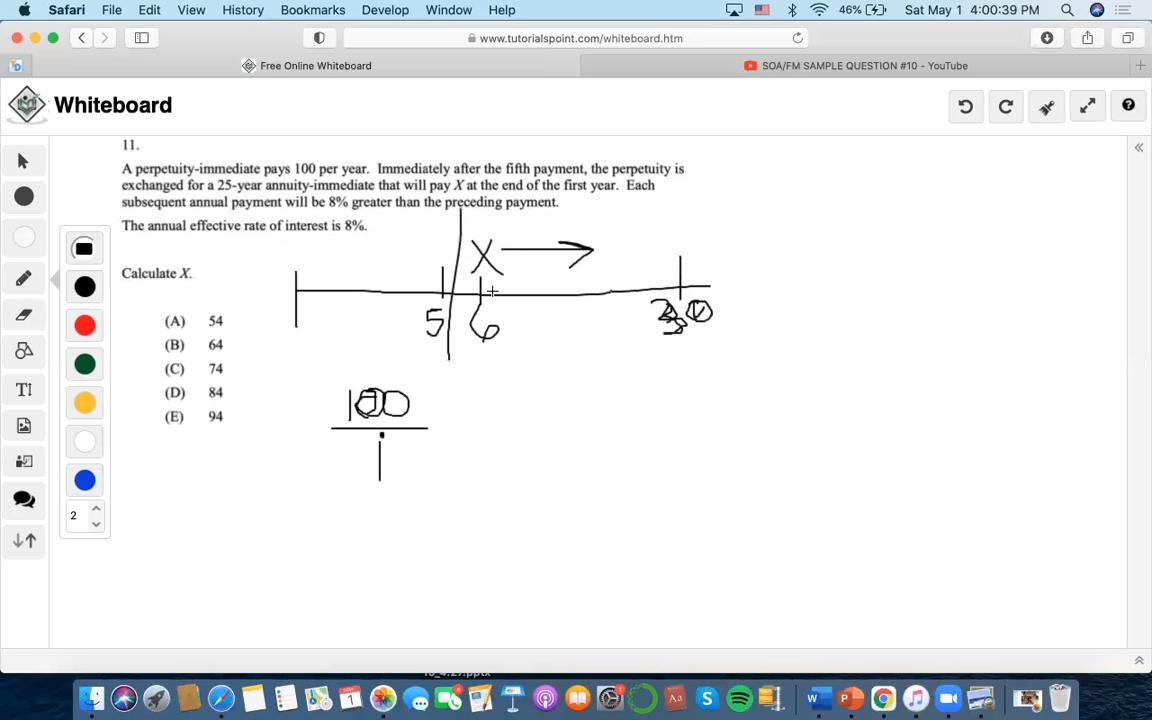 Safari File Edit View History Bookmarks Develop Window Help 46% Sat May 1 4:00:39 PM
www.tutorialspoint.com/whiteboard.htm
Free Online Whiteboard
SOA/FM SAMPLE QUESTION #10 - YouTube
Whiteboard
11.
A perpetuity-immediate pays 100 per year. Immediately after the fifth payment, the perpetuity is
exchanged for a 25-year annuity-immediate that will pay X at the end of the first year. Each
subsequent annual payment will be 8% greater than the preceding payment.
The annual effective rate of interest is 8%.
X
Calculate X.
5 6
(A) 54
(B) 64
(C) 74
(D) 84
(E) 94
100
i
T
2